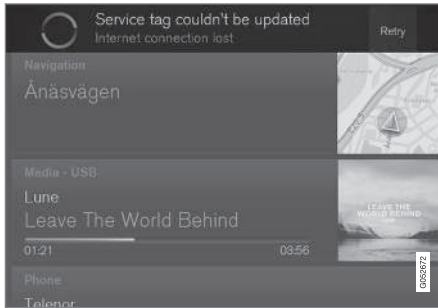 Service tag couldn't be updated
Internet connection lost
Retry
Navigation
Ånäsvägen
Media - USB
Lune
Leave The World Behind
01:21
03:56
LEAVE THE
WORLD BEHIND
Phone
Telenor
G052672